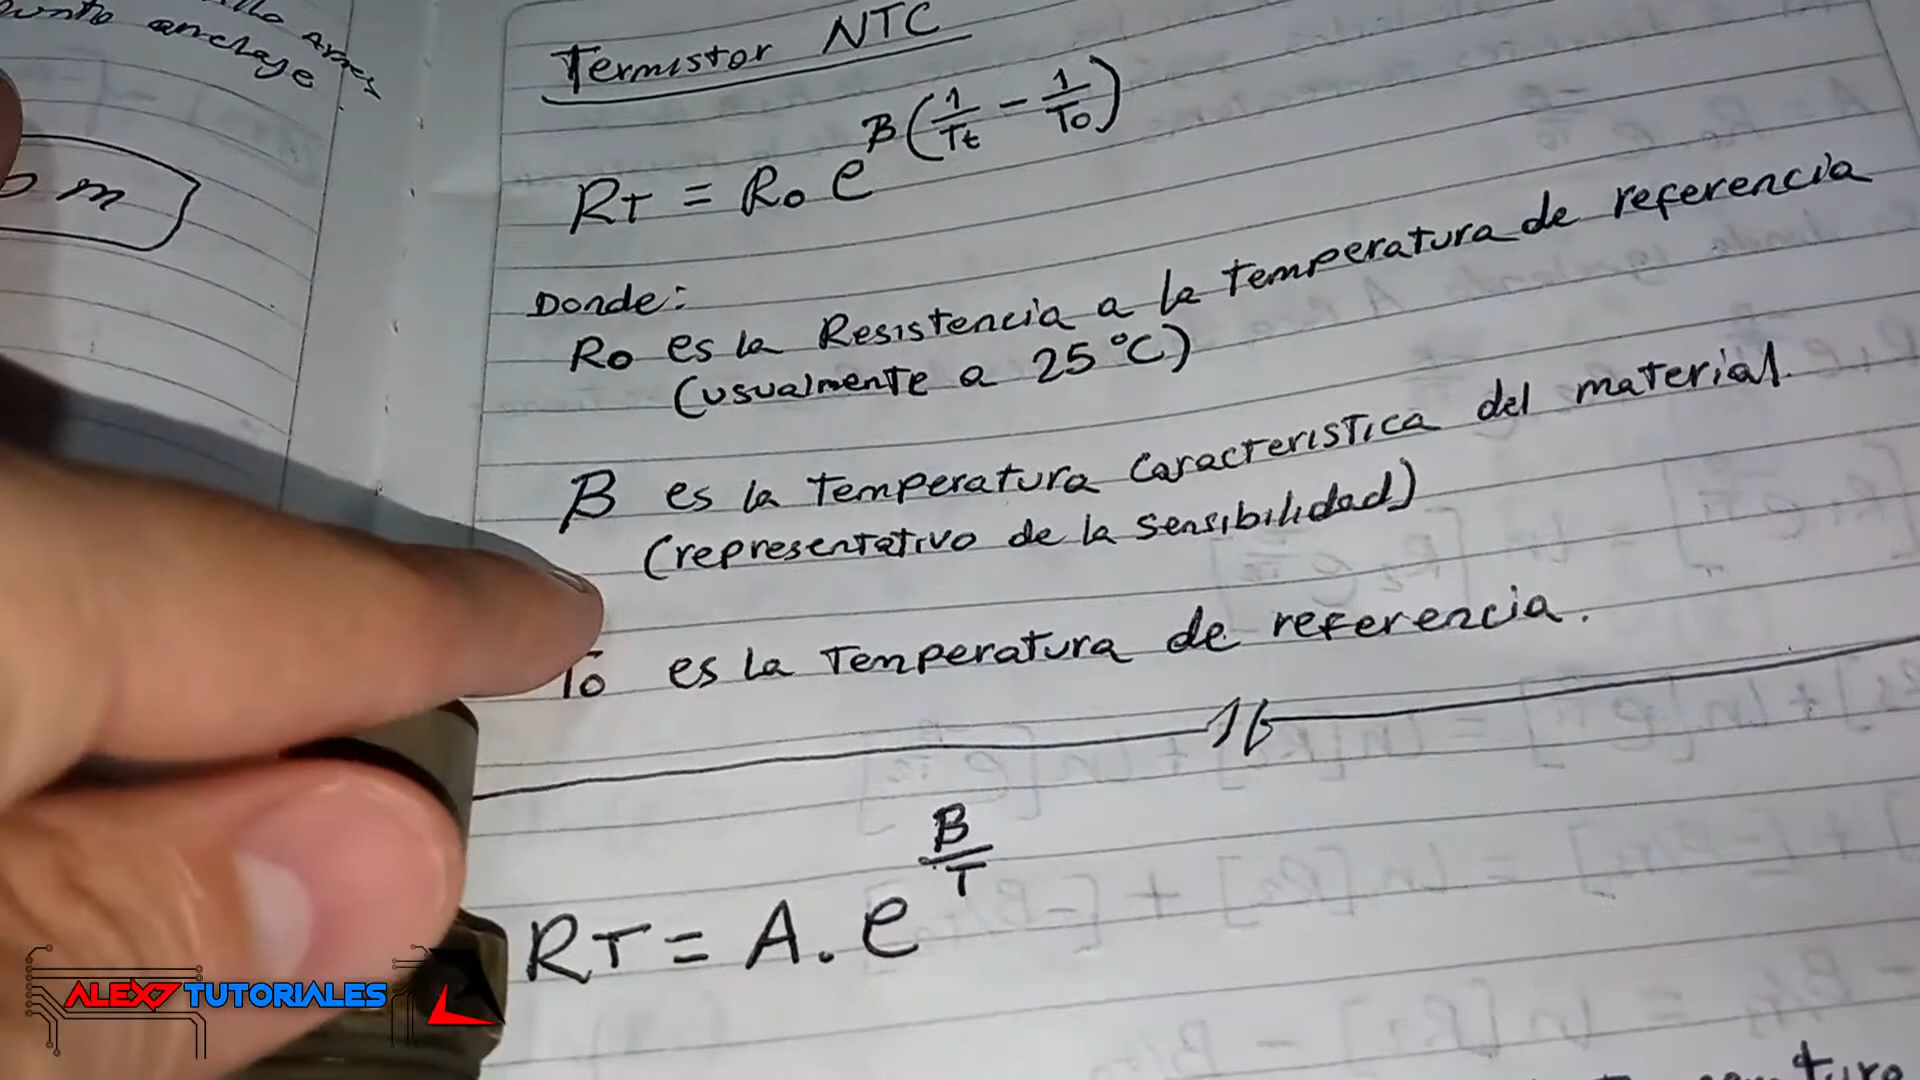 anclaje.
m
Termistor NTC
RT = Ro e^B(1/Tt - 1/To)
Donde:
Ro es la Resistencia a la Temperatura de referencia
(usualmente a 25 °C)
B es la Temperatura Característica del material.
(representativo de la Sensibilidad)
To es la Temperatura de referencia.
RT = A. e^B/T
ALEX7 TUTORIALES